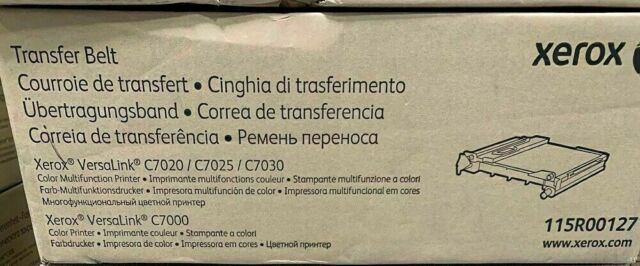 Transfer Belt
xerox
Courroie de transfert • Cinghia di trasferimento
Übertragungsband • Correa de transferencia
Correia de transferência • Ремень переноса
Xerox® VersaLink® C7020 / C7025 / C7030
Color Multifunction Printer • Imprimante multifonctions couleur • Stampante multifunzione a colori
Farb-Multifunktionsdrucker • Impresora multifunción de color • Impressora multifuncional em cores
Многофункциональный цветной принтер
Xerox® VersaLink® C7000
Color Printer • Imprimante couleur • Stampante a colori
Farbdrucker • Impresora de color • Impressora em cores • Цветной принтер
115R00127
www.xerox.com